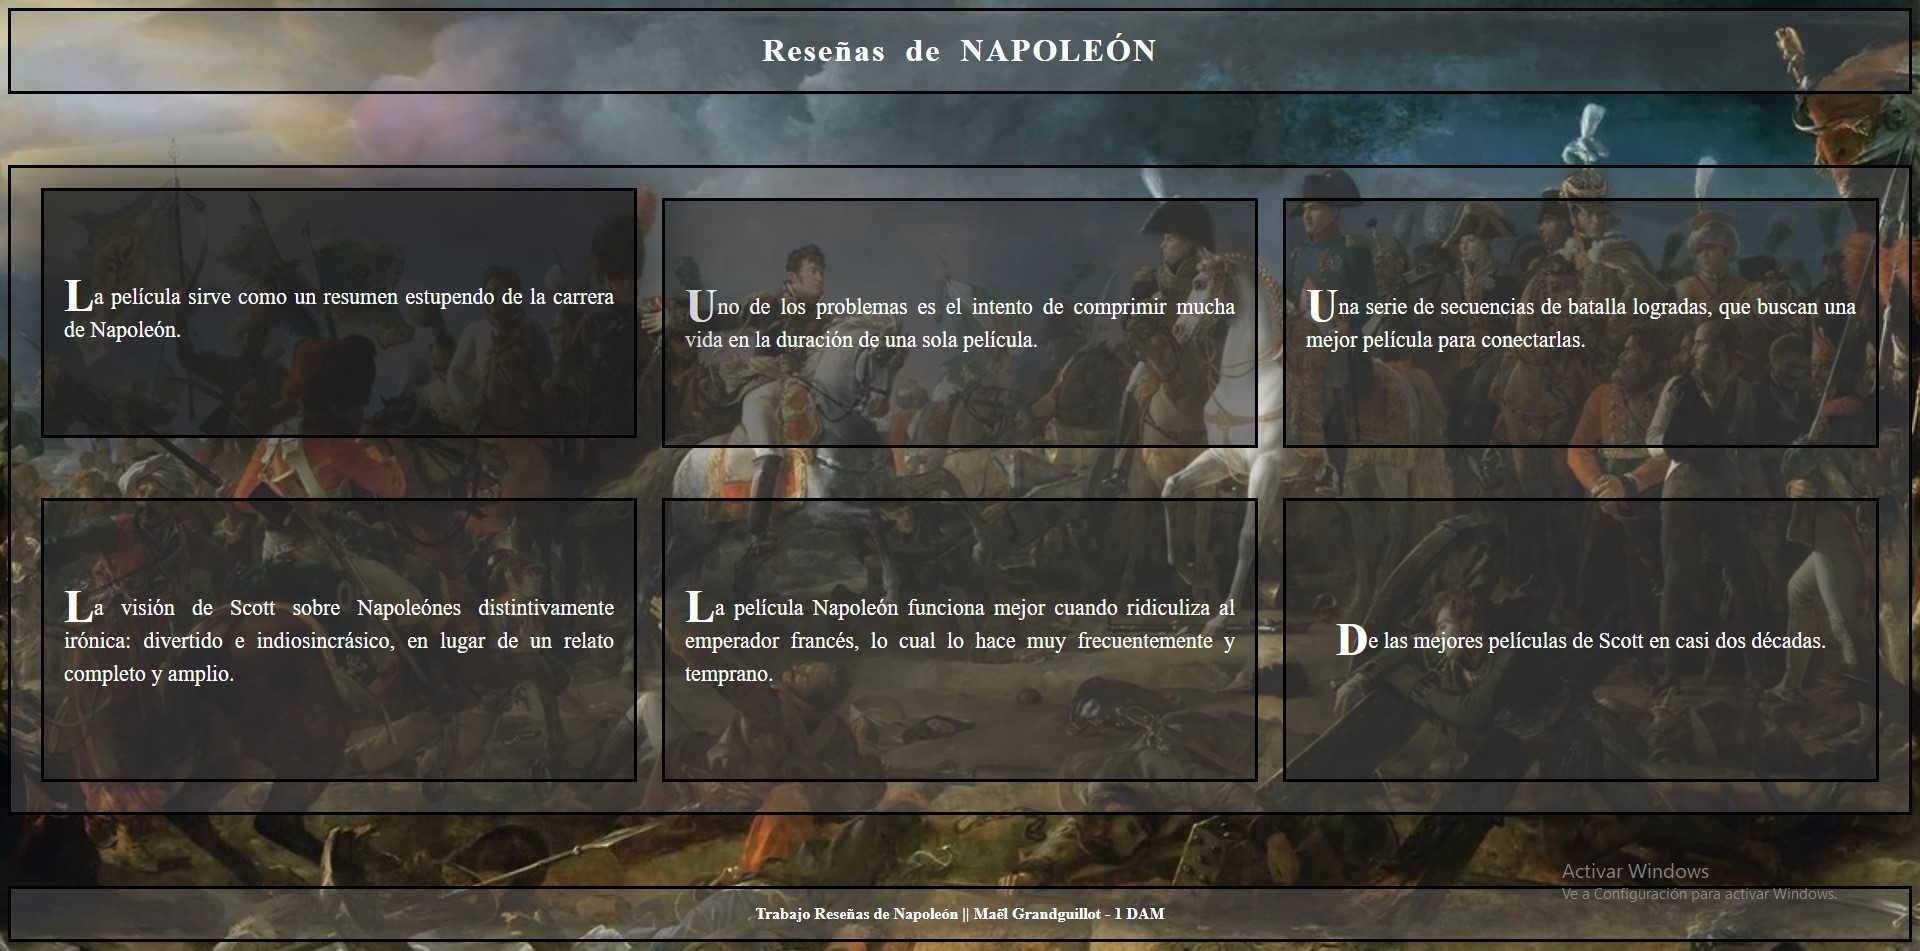 Reseñas de NAPOLEÓN
La película sirve como un resumen estupendo de la carrera
de Napoleón.
Uno de los problemas es el intento de comprimir mucha
vida en la duración de una sola película.
Una serie de secuencias de batalla logradas, que buscan una
mejor película para conectarlas.
La visión de Scott sobre Napoleónes distintivamente
irónica: divertido e indiosincrásico, en lugar de un relato
completo y amplio.
La película Napoleón funciona mejor cuando ridiculiza al
emperador francés, lo cual lo hace muy frecuentemente y
temprano.
De las mejores películas de Scott en casi dos décadas.
Activar Windows
Ve a Configuración para activar Windows.
Trabajo Reseñas de Napoleón || Maël Grandguillot - 1 DAM